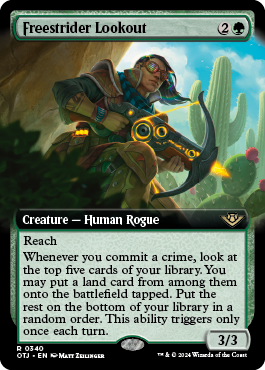 Freestrider Lookout 2
Creature — Human Rogue
Reach
Whenever you commit a crime, look at
the top five cards of your library. You
may put a land card from among them
onto the battlefield tapped. Put the
rest on the bottom of your library in a
random order. This ability triggers only
once each turn.
3/3
R 0340
OTJ • EN MATT ZEILINGER
™ & © 2024 Wizards of the Coast